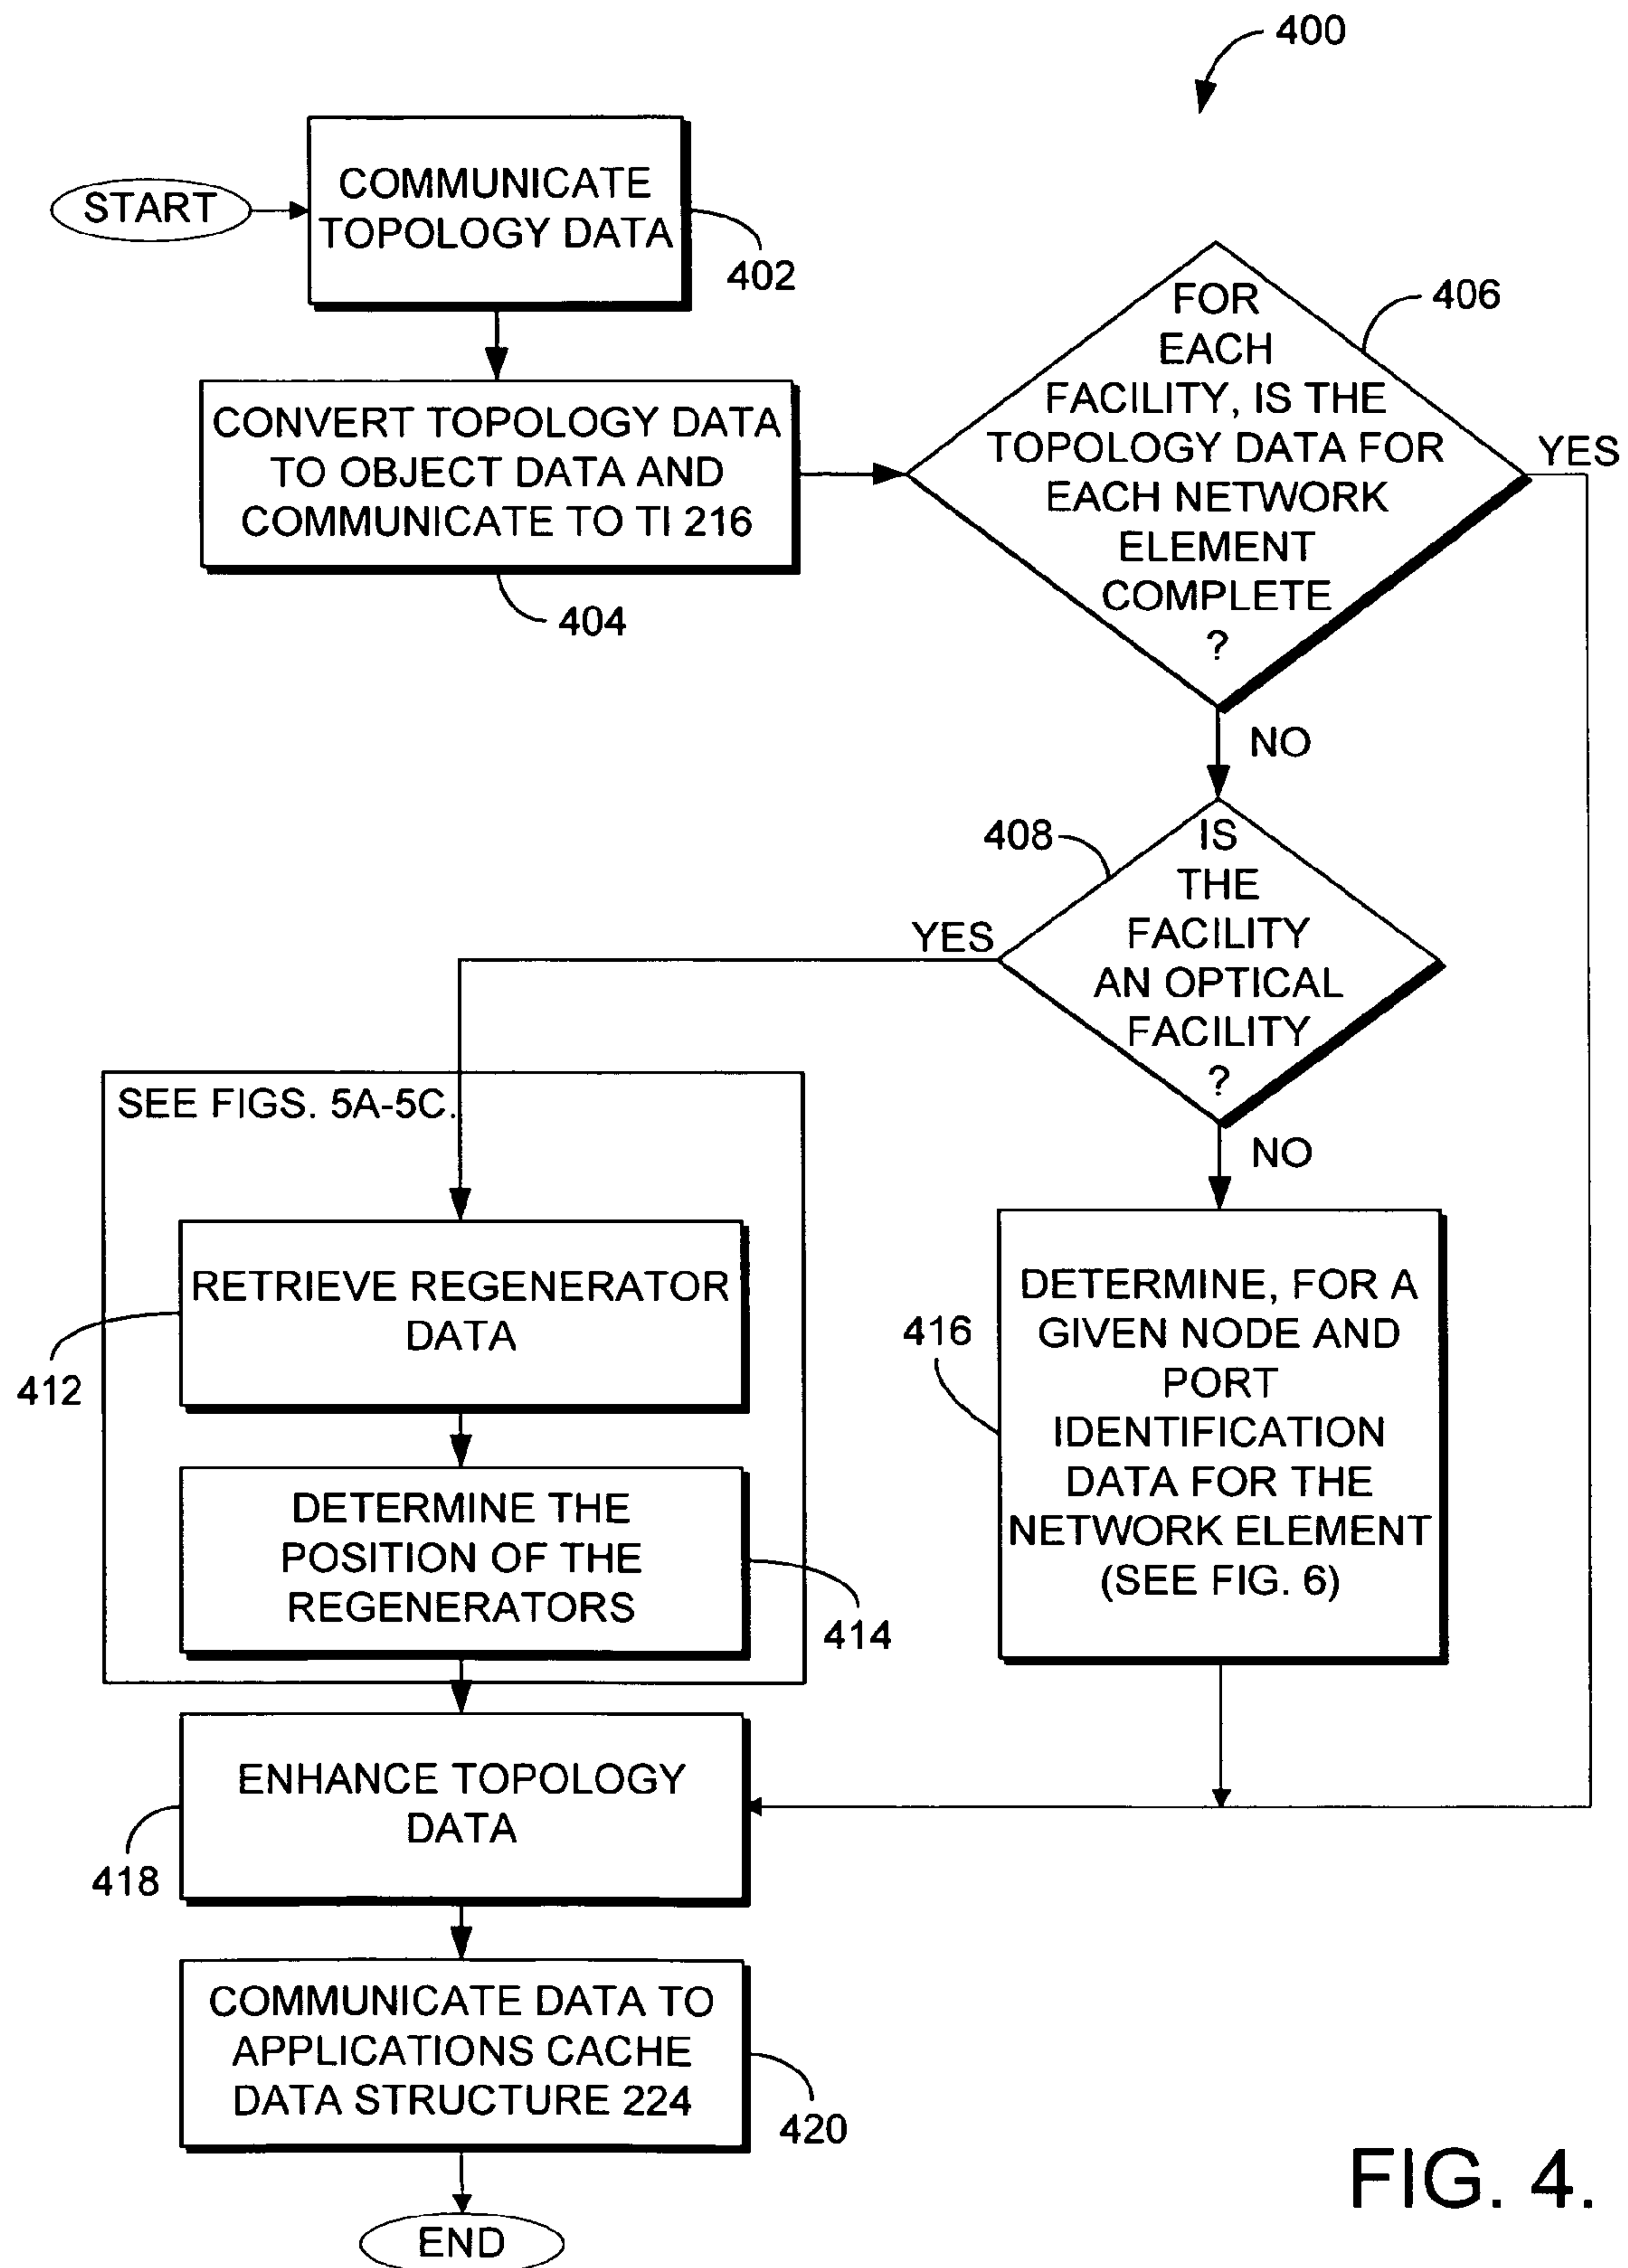 400
START
COMMUNICATE
TOPOLOGY DATA
402
CONVERT TOPOLOGY DATA
TO OBJECT DATA AND
COMMUNICATE TO TI 216
404
FOR
EACH
FACILITY, IS THE
TOPOLOGY DATA FOR
EACH NETWORK
ELEMENT
COMPLETE
?
406
YES
NO
408
IS
THE
FACILITY
AN OPTICAL
FACILITY
?
YES
NO
SEE FIGS. 5A-5C.
RETRIEVE REGENERATOR
DATA
412
DETERMINE THE
POSITION OF THE
REGENERATORS
414
416
DETERMINE, FOR A
GIVEN NODE AND
PORT
IDENTIFICATION
DATA FOR THE
NETWORK ELEMENT
(SEE FIG. 6)
ENHANCE TOPOLOGY
DATA
418
COMMUNICATE DATA TO
APPLICATIONS CACHE
DATA STRUCTURE 224
420
END
FIG. 4.